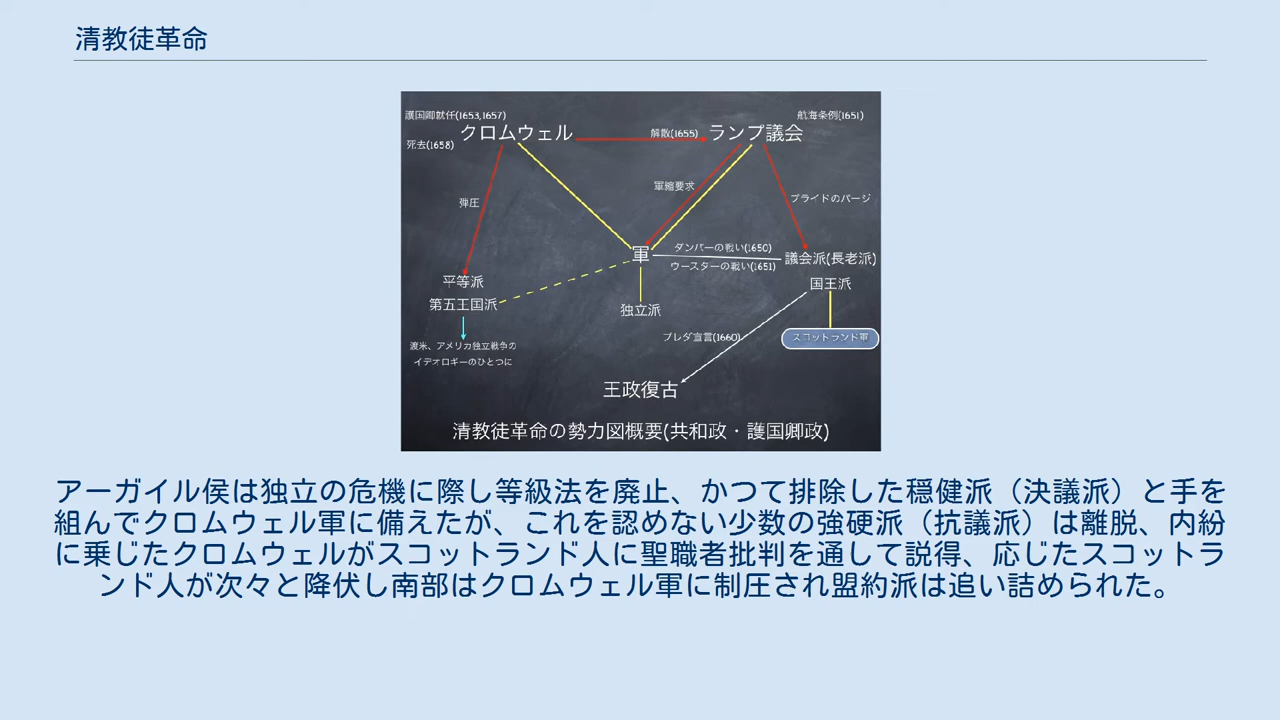 清教徒革命
護国卿就任(1653,1657)
航海条例(1651)
クロムウェル
解散(1655)
ランプ議会
死去(1658)
軍縮要求
弾圧
プライドのパージ
ダンバーの戦い(1650)
軍
議会派(長老派)
ウースターの戦い(1651)
平等派
国王派
第五王国派
独立派
ブレダ宣言(1660)
スコットランド軍
渡米、アメリカ独立戦争の
イデオロギーのひとつに
王政復古
清教徒革命の勢力図概要(共和政・護国卿政)
アーガイル侯は独立の危機に際し等級法を廃止、かつて排除した穏健派（決議派）と手を
組んでクロムウェル軍に備えたが、これを認めない少数の強硬派（抗議派）は離脱、内紛
に乗じたクロムウェルがスコットランド人に聖職者批判を通して説得、応じたスコットラ
ンド人が次々と降伏し南部はクロムウェル軍に制圧され盟約派は追い詰められた。